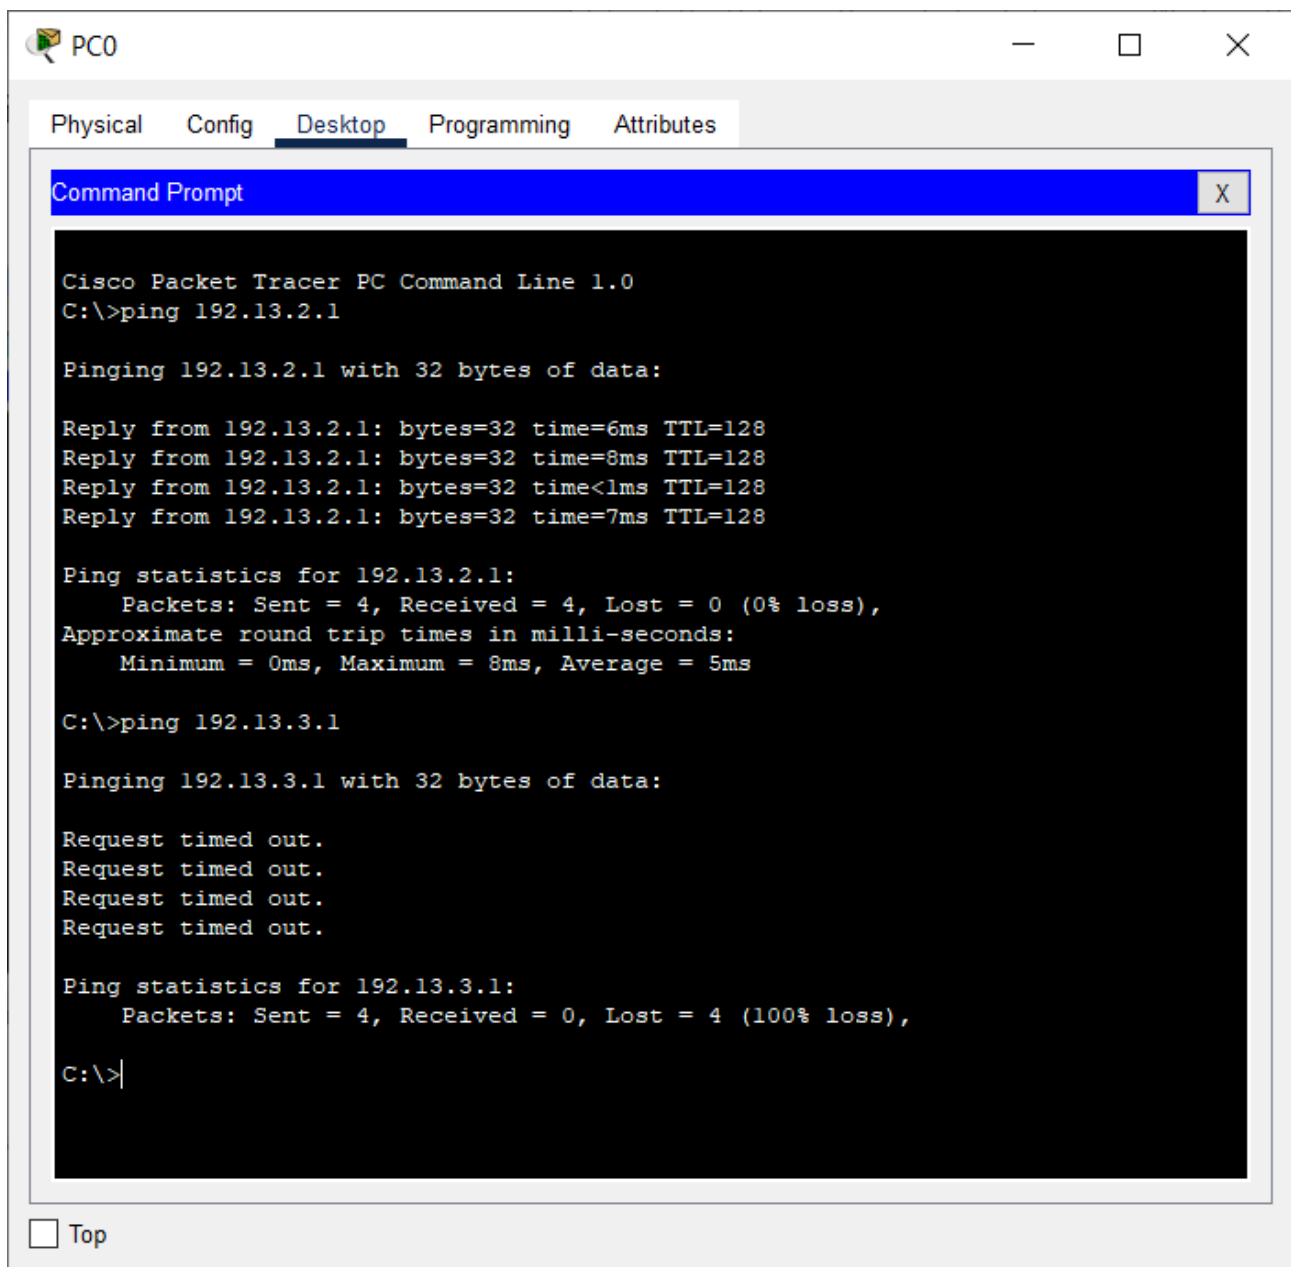 PC0
Physical Config Desktop Programming Attributes
Command Prompt X
Cisco Packet Tracer PC Command Line 1.0
C:\>ping 192.13.2.1
Pinging 192.13.2.1 with 32 bytes of data:
Reply from 192.13.2.1: bytes=32 time=6ms TTL=128
Reply from 192.13.2.1: bytes=32 time=8ms TTL=128
Reply from 192.13.2.1: bytes=32 time<1ms TTL=128
Reply from 192.13.2.1: bytes=32 time=7ms TTL=128
Ping statistics for 192.13.2.1:
    Packets: Sent = 4, Received = 4, Lost = 0 (0% loss),
Approximate round trip times in milli-seconds:
    Minimum = 0ms, Maximum = 8ms, Average = 5ms
C:\>ping 192.13.3.1
Pinging 192.13.3.1 with 32 bytes of data:
Request timed out.
Request timed out.
Request timed out.
Request timed out.
Ping statistics for 192.13.3.1:
    Packets: Sent = 4, Received = 0, Lost = 4 (100% loss),
C:\>
Top